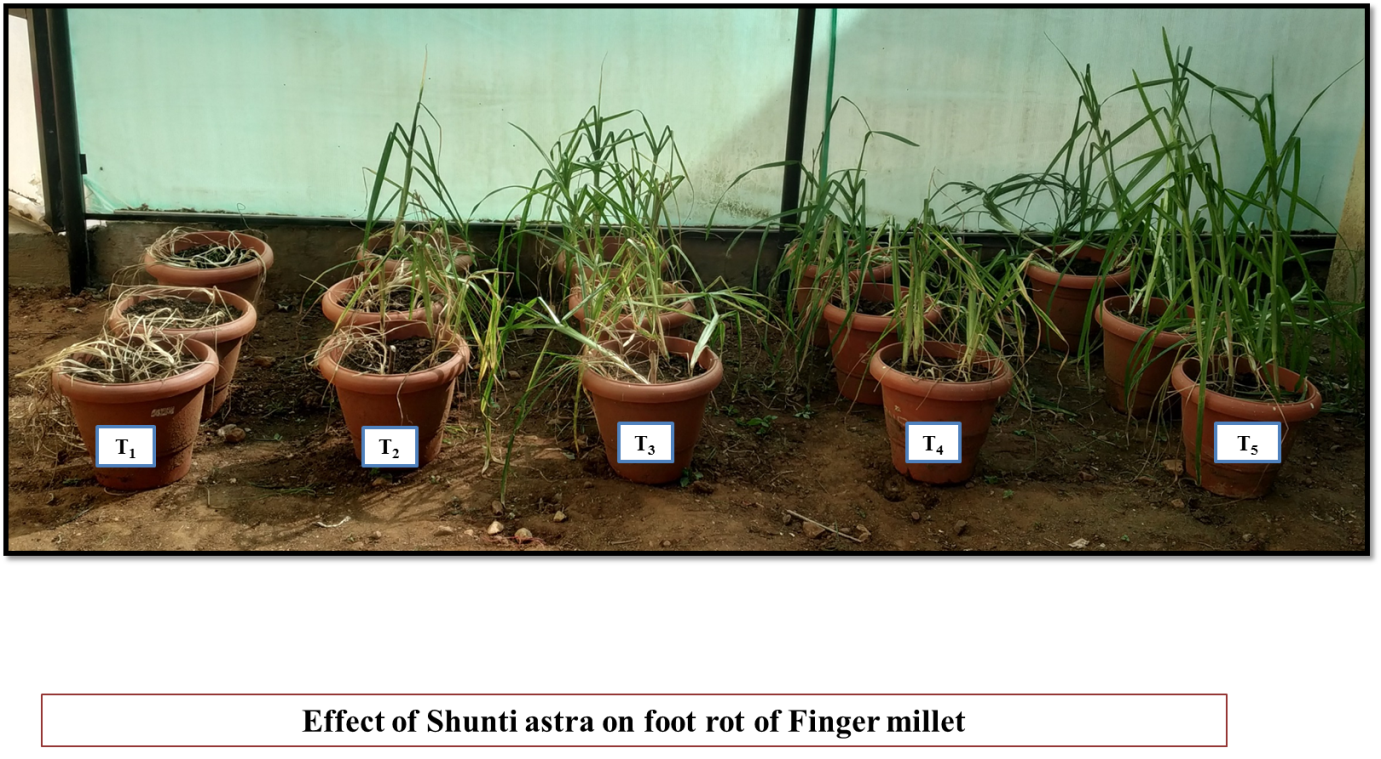 T₁
T₂
T₃
T₄
T₅
Effect of Shunti astra on foot rot of Finger millet